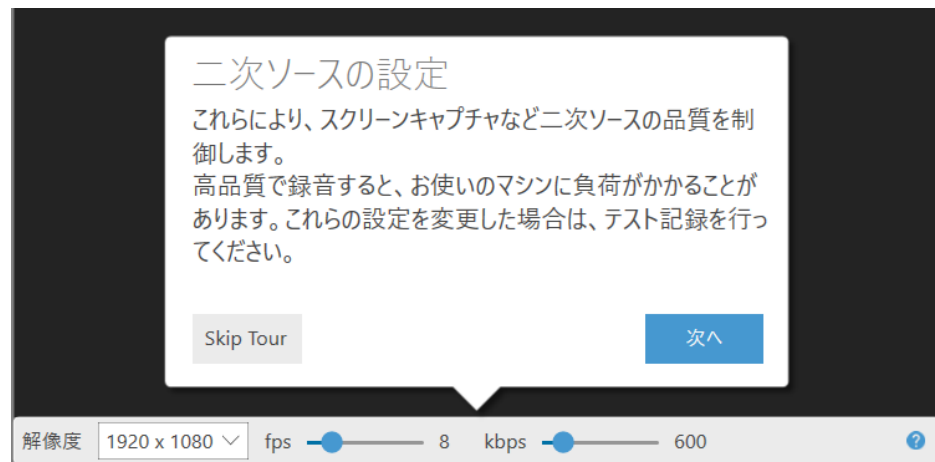 二次ソースの設定
これらにより、スクリーンキャプチャなど二次ソースの品質を制
御します。
高品質で録音すると、お使いのマシンに負荷がかかることが
あります。これらの設定を変更した場合は、テスト記録を行っ
てください。
Skip Tour 次へ
解像度 1920 x 1080 fps 8 kbps 600 ?